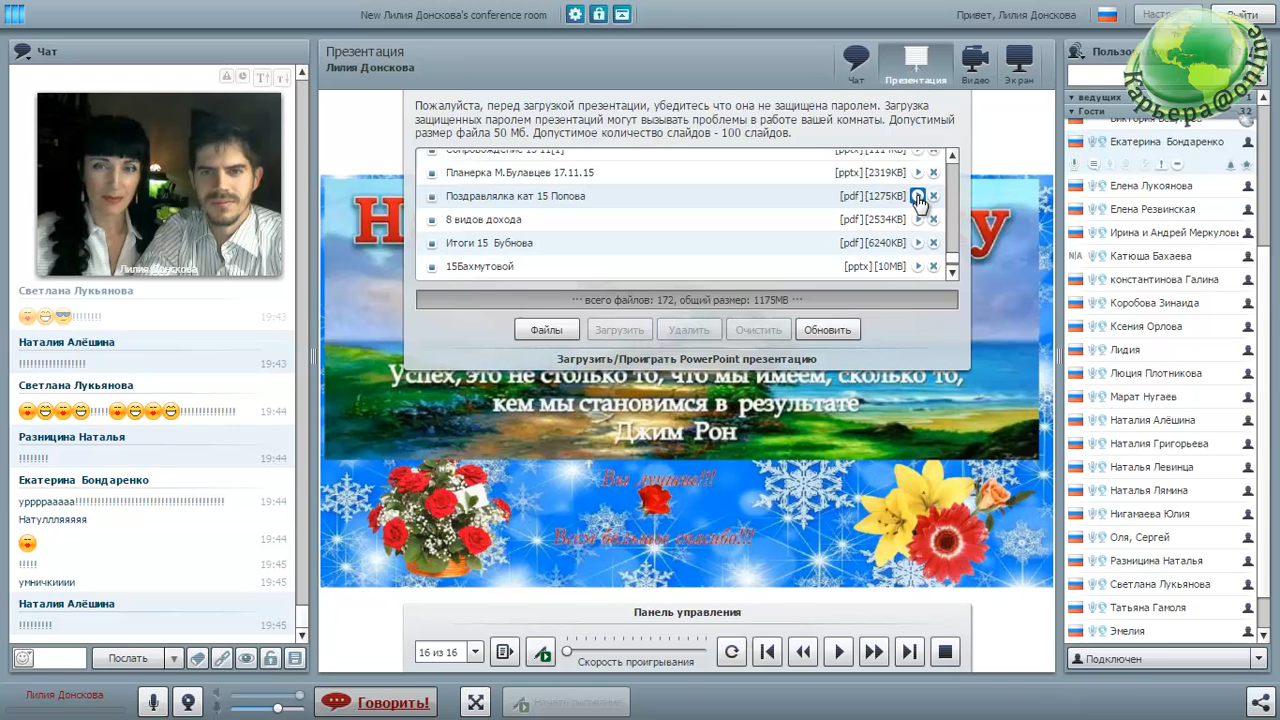 New Лилия Донскова's conference room
Привет, Лилия Донскова
Выйти
Карьера@online
Чат
Лилия Донскова
Светлана Лукьянова
!!!!!!!! 19:43
Наталия Алёшина
!!!!!!!!!!!!!!!!! 19:43
Светлана Лукьянова
19:44
Разницина Наталья
!!!!!!!! 19:44
Екатерина Бондаренко
уррраааа!!!!!!!!!!!!!!!!!!!!!!!!!!!!!!!!!!!!!!
Натуллляяяяя
19:44
!!!!! 19:45
умничкииии 19:45
Наталия Алёшина
!!!!!!!!! 19:45
Послать
Презентация
Лилия Донскова
Чат
Презентация
Видео
Экран
Пожалуйста, перед загрузкой презентации, убедитесь что она не защищена паролем. Загрузка
защищенных паролем презентаций могут вызывать проблемы в работе вашей комнаты. Допустимый
размер файла 50 Мб. Допустимое количество слайдов - 100 слайдов.
Планерка М.Булавцев 17.11.15 [pptx][2319KB]
Поздравлялка кат 15 Попова [pdf][1275KB]
8 видов дохода [pdf][2534KB]
Итоги 15 Бубнова [pdf][6240KB]
15Бахмутовой [pptx][10MB]
··· всего файлов: 172, общий размер: 1175MB ···
Файлы
Загрузить
Удалить
Очистить
Обновить
Загрузить/Проиграть PowerPoint презентацию
Успех, это не столько то, что мы имеем, сколько то,
кем мы становимся в результате
Джим Рон
Вы лучшие!!!
Всем большое спасибо!!!
Панель управления
16 из 16
Скорость проигрывания
ведущих 1
Гости 32
Екатерина Бондаренко
Елена Лукоянова
Елена Резвинская
Ирина и Андрей Меркуловы
N/A Катюша Бахаева
константинова Галина
Коробова Зинаида
Ксения Орлова
Лидия
Люция Плотникова
Марат Нугаев
Наталия Алёшина
Наталия Григорьева
Наталья Левинца
Наталья Лямина
Нигамаева Юлия
Оля, Сергей
Разницина Наталья
Светлана Лукьянова
Татьяна Гамоля
Эмелия
Подключен
Лилия Донскова
Говорить!